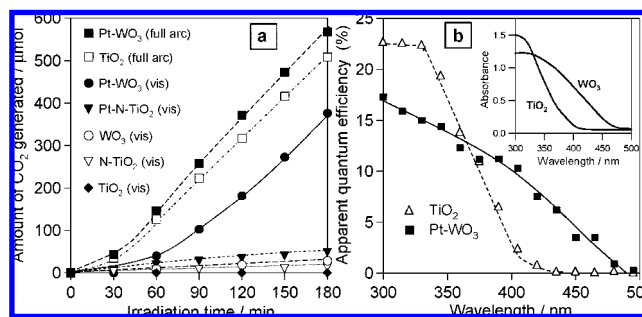 a
Amount of CO2 generated / μmol
600
500
400
300
200
100
0
Pt-WO3 (full arc)
TiO2 (full arc)
Pt-WO3 (vis)
Pt-N-TiO2 (vis)
WO3 (vis)
N-TiO2 (vis)
TiO2 (vis)
0 30 60 90 120 150 180
Irradiation time / min
b
Apparent quantum efficiency (%)
25
20
15
10
5
0
TiO2
Pt-WO3
300 350 400 450 500
Wavelength / nm
Absorbance
1.5
1.0
0.5
0.0
WO3
TiO2
300 350 400 450 500
Wavelength / nm